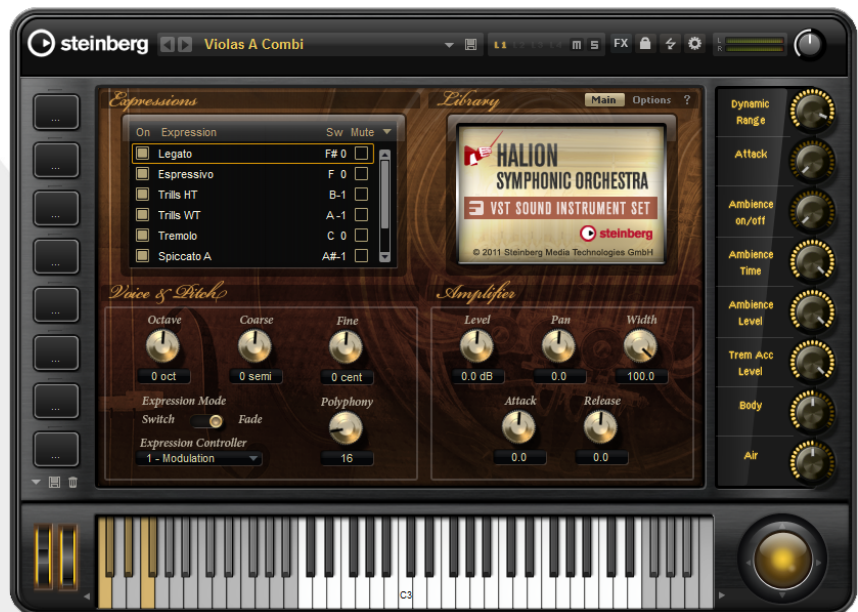 steinberg Violas A Combi L1 L2 L3 L4 M S FX L R
Expressions
On Expression Sw Mute
Legato F# 0
Espressivo F 0
Trills HT B-1
Trills WT A -1
Tremolo C 0
Spiccato A A#-1
Library Main Options ?
HALION
SYMPHONIC ORCHESTRA
VST SOUND INSTRUMENT SET
steinberg
© 2011 Steinberg Media Technologies GmbH
Voice & Pitch
Octave Coarse Fine
0 oct 0 semi 0 cent
Expression Mode Polyphony
Switch Fade
Expression Controller
1 - Modulation 16
Amplifier
Level Pan Width
0.0 dB 0.0 100.0
Attack Release
0.0 0.0
Dynamic
Range
Attack
Ambience
on/off
Ambience
Time
Ambience
Level
Trem Acc
Level
Body
Air
...
...
...
...
...
...
...
...
C3